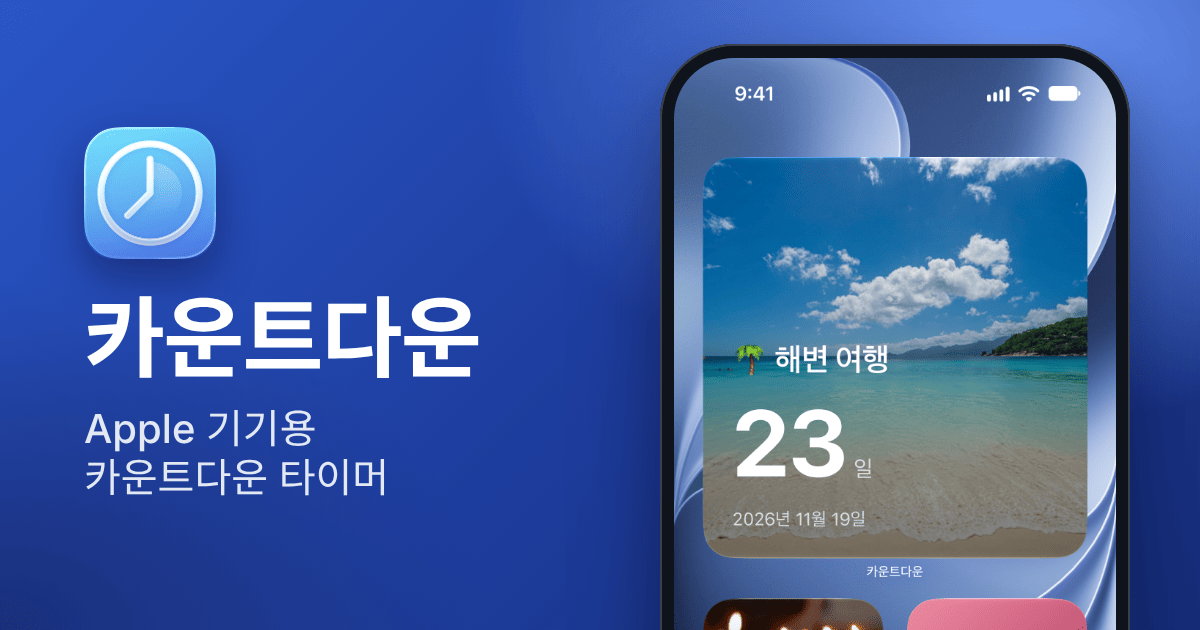 카운트다운
Apple 기기용
카운트다운 타이머
9:41
🌴 해변 여행
23 일
2026년 11월 19일
카운트다운